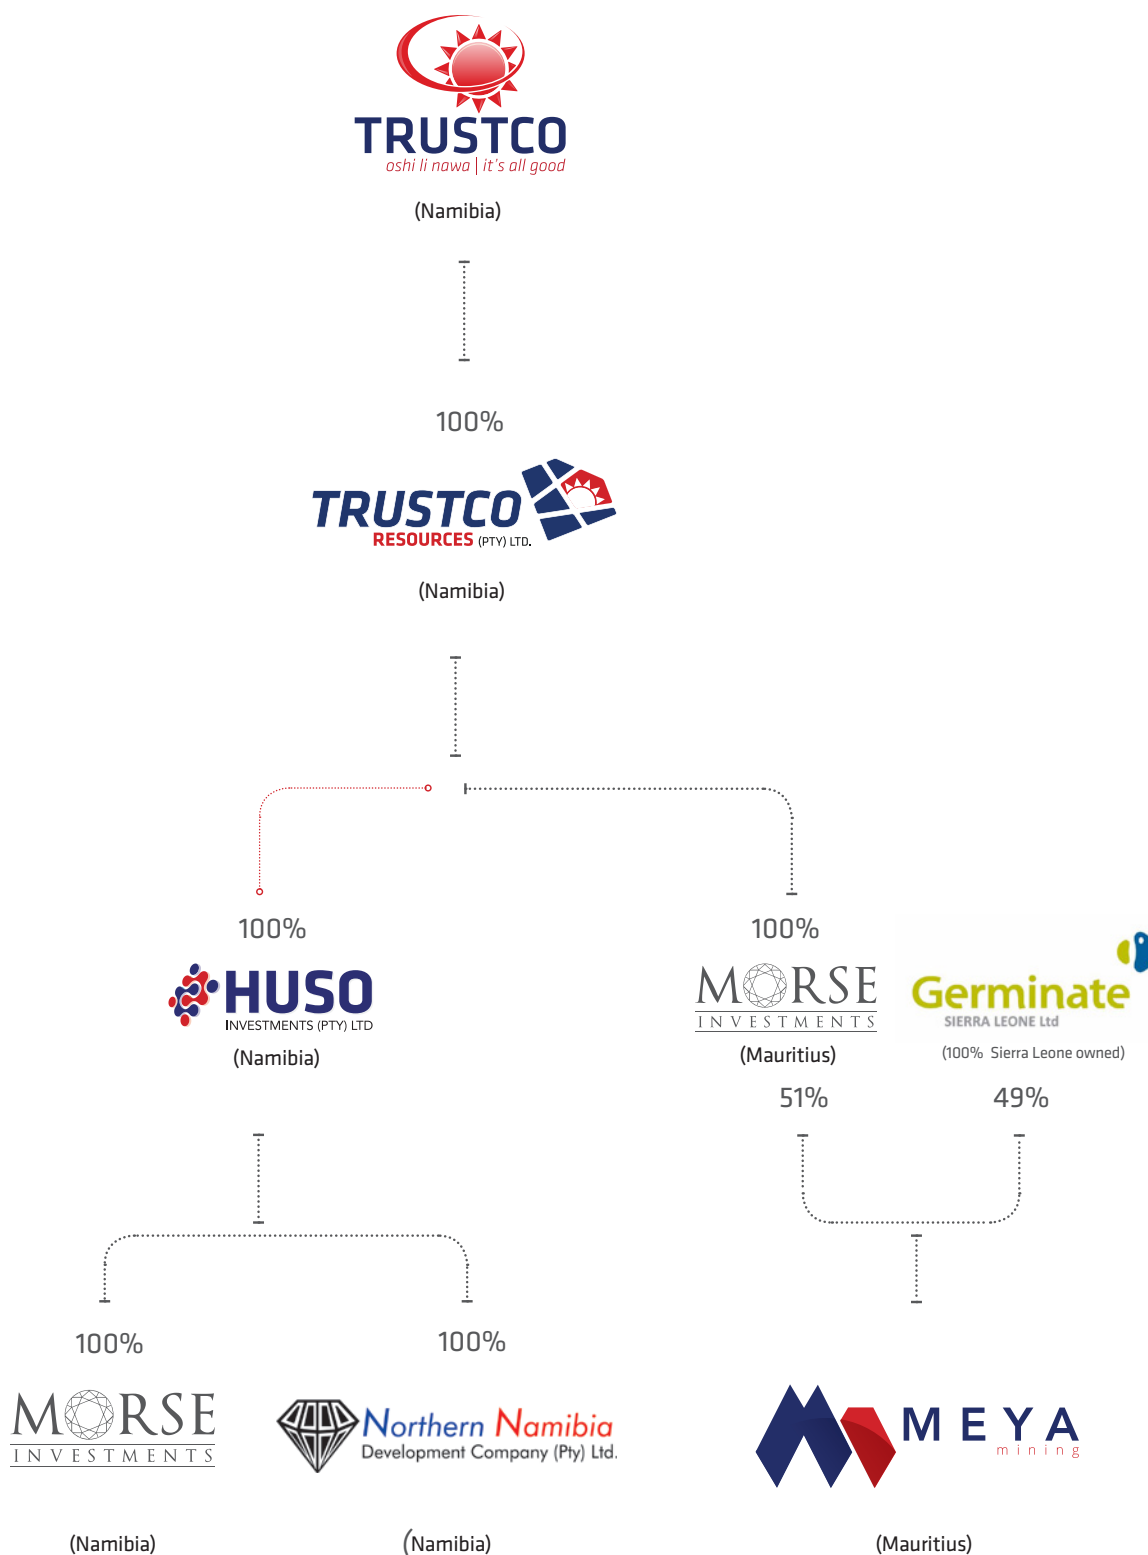 TRUSTCO
oshi li nawa | it's all good
(Namibia)
100%
TRUSTCO
RESOURCES (PTY) LTD.
(Namibia)
100%
HUSO
INVESTMENTS (PTY) LTD
(Namibia)
100%
MORSE
INVESTMENTS
(Mauritius)
51%
Germinate
SIERRA LEONE Ltd
(100% Sierra Leone owned)
49%
100%
MORSE
INVESTMENTS
(Namibia)
100%
Northern Namibia
Development Company (Pty) Ltd.
(Namibia)
MEYA
mining
(Mauritius)